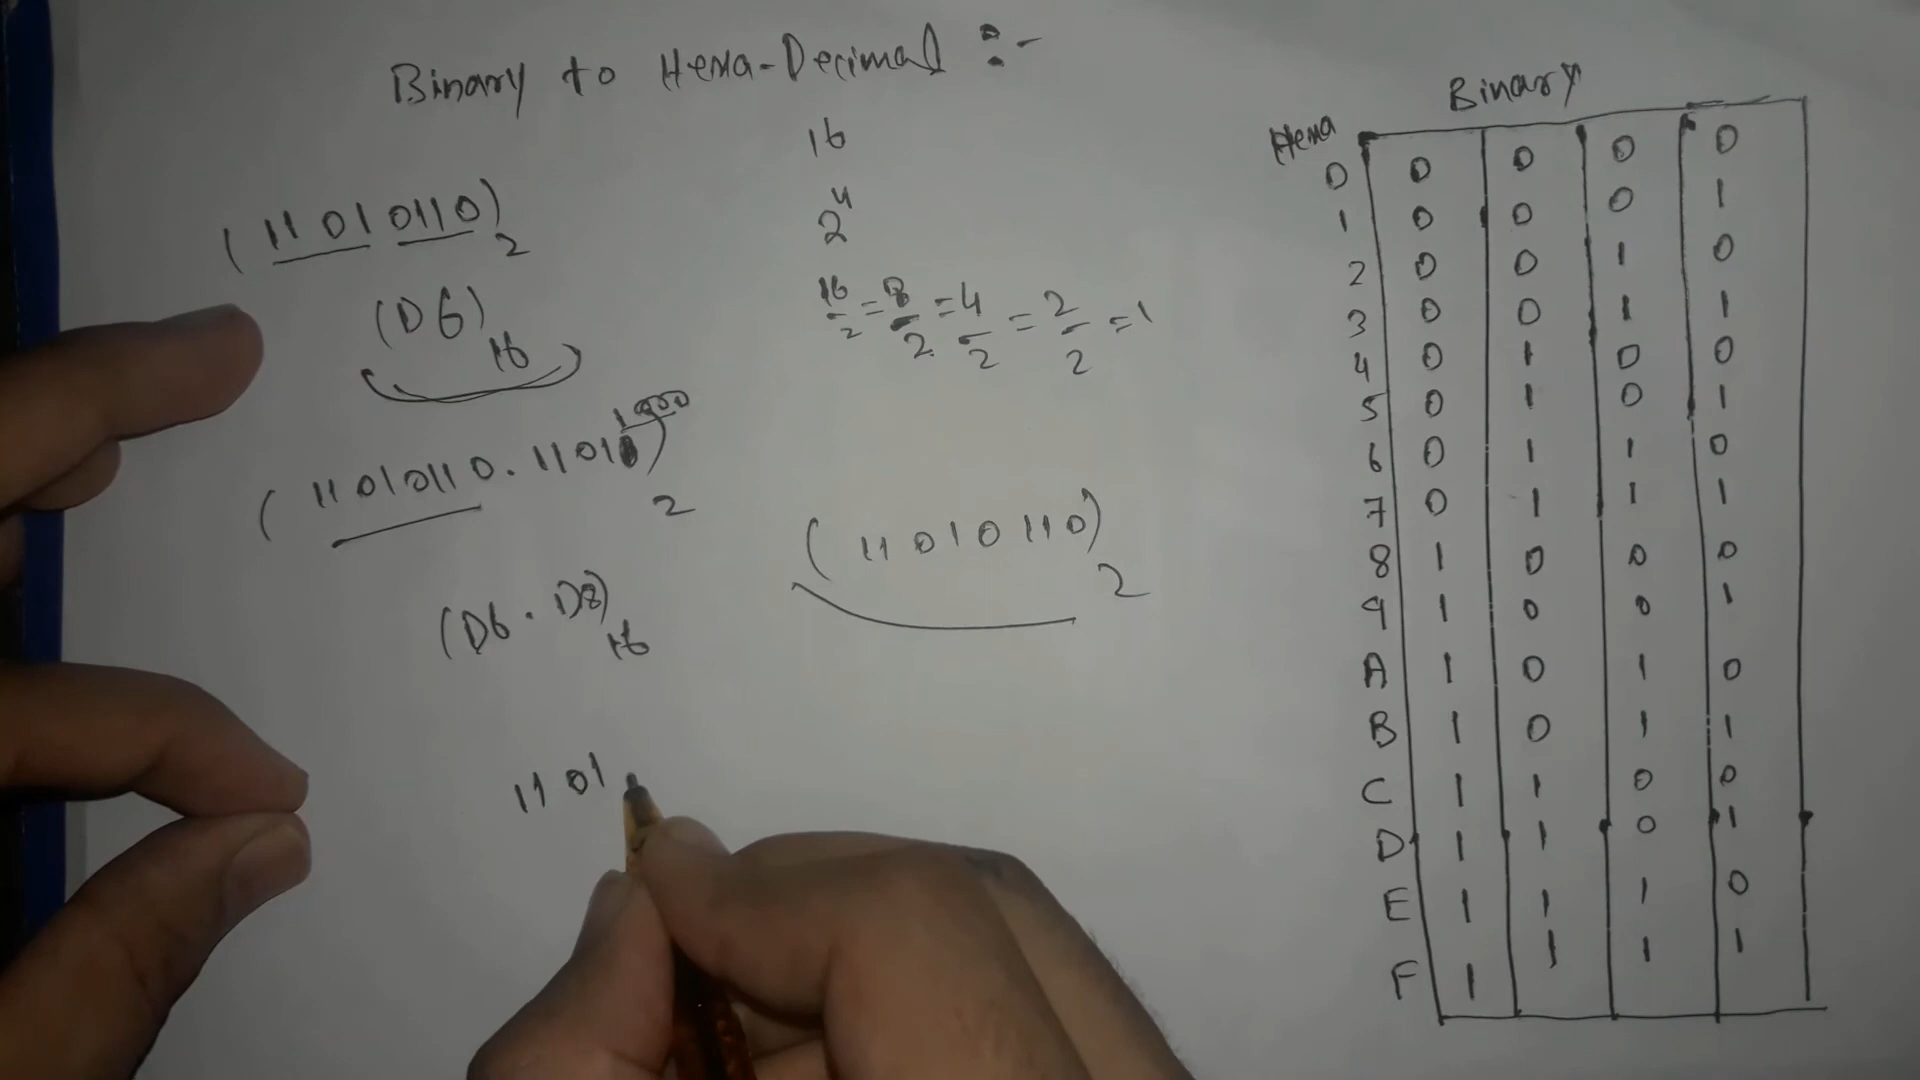 Binary to Hexa-Decimal :-
16
2^4
16/2 = 8/2 = 4/2 = 2/2 = 1
(11010110)2
(D6)16
1000
(11010110.1101)2
(D6.D8)16
(11010110)2
1101
Binary
Hexa
0 0 0 0 0
1 0 0 0 1
2 0 0 1 0
3 0 0 1 1
4 0 1 0 0
5 0 1 0 1
6 0 1 1 0
7 0 1 1 1
8 1 0 0 0
9 1 0 0 1
A 1 0 1 0
B 1 0 1 1
C 1 1 0 0
D 1 1 0 1
E 1 1 1 0
F 1 1 1 1